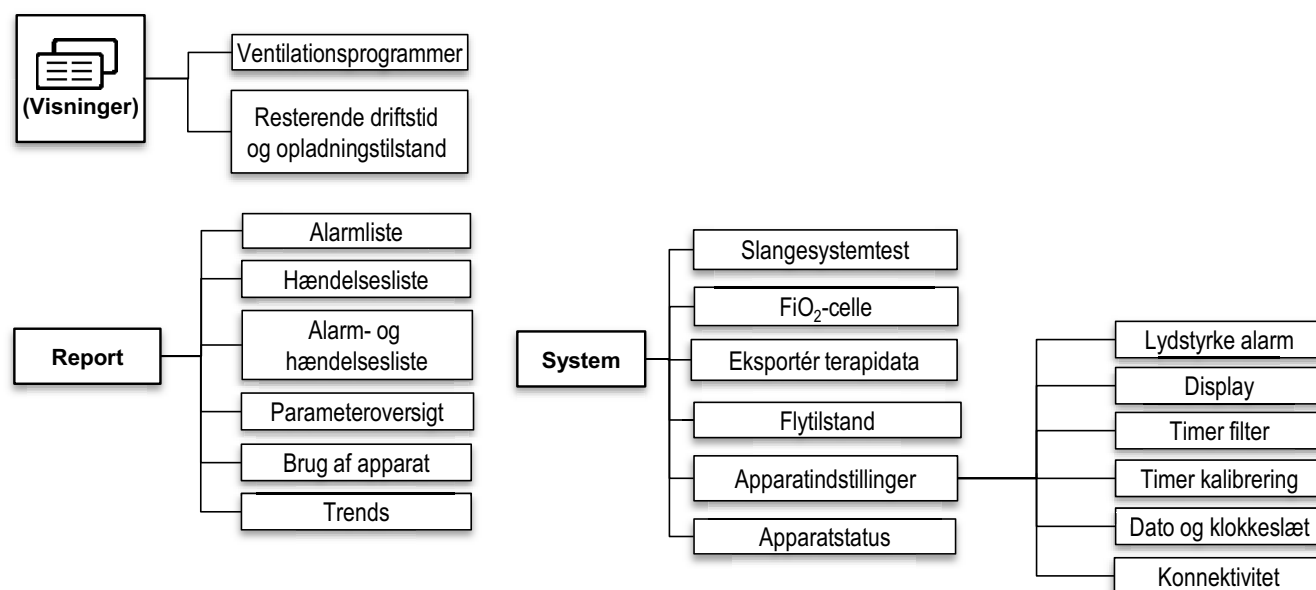 (Visninger)
Ventilationsprogrammer
Resterende driftstid
og opladningstilstand
Report
Alarmliste
Hændelsesliste
Alarm- og
hændelsesliste
Parameteroversigt
Brug af apparat
Trends
System
Slangesystemtest
FiO₂-celle
Eksportér terapidata
Flytilstand
Apparatindstillinger
Apparatstatus
Lydstyrke alarm
Display
Timer filter
Timer kalibrering
Dato og klokkeslæt
Konnektivitet